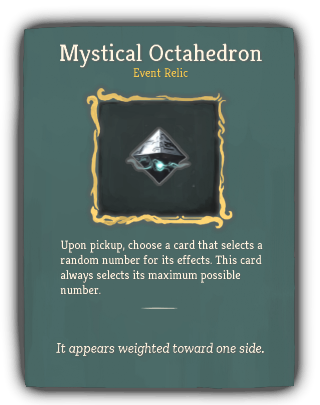 Mystical Octahedron
Event Relic
Upon pickup, choose a card that selects a
random number for its effects. This card
always selects its maximum possible
number.
It appears weighted toward one side.